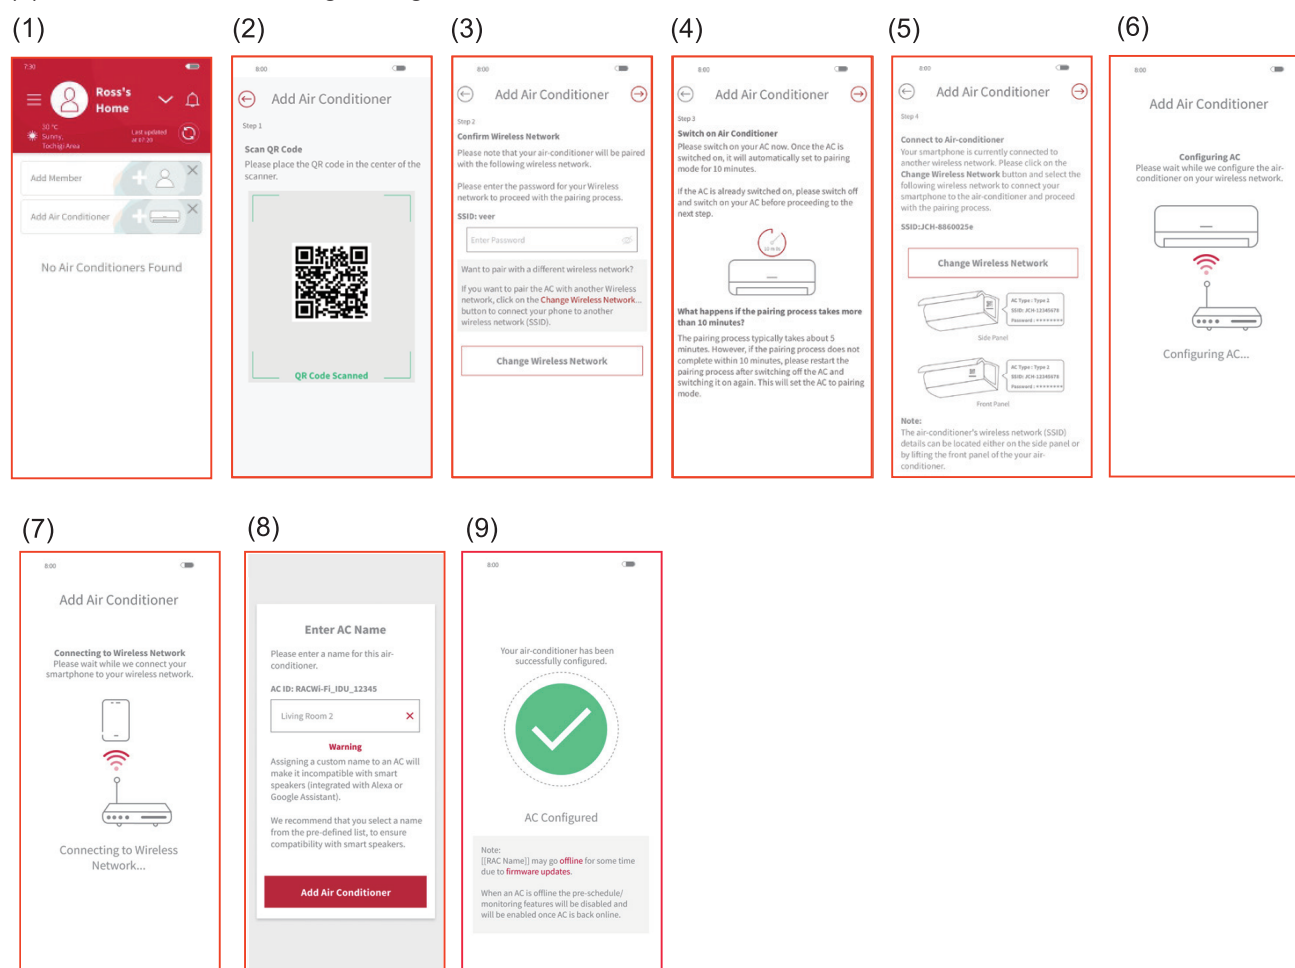 (1)
7:30
Ross's
Home
30 °C
Sunny,
Tochigi Area
Last updated
at 07:20
Add Member
Add Air Conditioner
No Air Conditioners Found
(2)
8:00
Add Air Conditioner
Step 1
Scan QR Code
Please place the QR code in the center of the
scanner.
QR Code Scanned
(3)
8:00
Add Air Conditioner
Step 2
Confirm Wireless Network
Please note that your air-conditioner will be paired
with the following wireless network.
Please enter the password for your Wireless
network to proceed with the pairing process.
SSID: veer
Enter Password
Want to pair with a different wireless network?
If you want to pair the AC with another Wireless
network, click on the Change Wireless Network...
button to connect your phone to another
wireless network (SSID).
Change Wireless Network
(4)
8:00
Add Air Conditioner
Step 3
Switch on Air Conditioner
Please switch on your AC now. Once the AC is
switched on, it will automatically set to pairing
mode for 10 minutes.
If the AC is already switched on, please switch off
and switch on your AC before proceeding to the
next step.
What happens if the pairing process takes more
than 10 minutes?
The pairing process typically takes about 5
minutes. However, if the pairing process does not
complete within 10 minutes, please restart the
pairing process after switching off the AC and
switching it on again. This will set the AC to pairing
mode.
(5)
8:00
Add Air Conditioner
Step 4
Connect to Air-conditioner
Your smartphone is currently connected to
another wireless network. Please click on the
Change Wireless Network button and select the
following wireless network to connect your
smartphone to the air-conditioner and proceed
with the pairing process.
SSID:JCH-8860025e
Change Wireless Network
AC Type : Type 2
SSID: JCH-12345678
Password : ********
Side Panel
AC Type : Type 2
SSID: JCH-12345678
Password : ********
Front Panel
Note:
The air-conditioner's wireless network (SSID)
details can be located either on the side panel or
by lifting the front panel of the your air-
conditioner.
(6)
8:00
Add Air Conditioner
Configuring AC
Please wait while we configure the air-
conditioner on your wireless network.
Configuring AC...
(7)
8:00
Add Air Conditioner
Connecting to Wireless Network
Please wait while we connect your
smartphone to your wireless network.
Connecting to Wireless
Network...
(8)
Enter AC Name
Please enter a name for this air-
conditioner.
AC ID: RACWi-Fi_IDU_12345
Living Room 2
Warning
Assigning a custom name to an AC will
make it incompatible with smart
speakers (integrated with Alexa or
Google Assistant).
We recommend that you select a name
from the pre-defined list, to ensure
compatibility with smart speakers.
Add Air Conditioner
(9)
8:00
Your air-conditioner has been
successfully configured.
AC Configured
Note:
[[RAC Name]] may go offline for some time
due to firmware updates.
When an AC is offline the pre-schedule/
monitoring features will be disabled and
will be enabled once AC is back online.